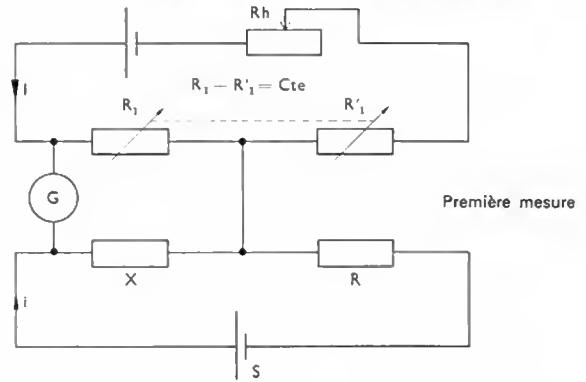 Rh
R₁ – R'₁ = Cte
I
R₁
R'₁
G
Première mesure
X
R
i
S